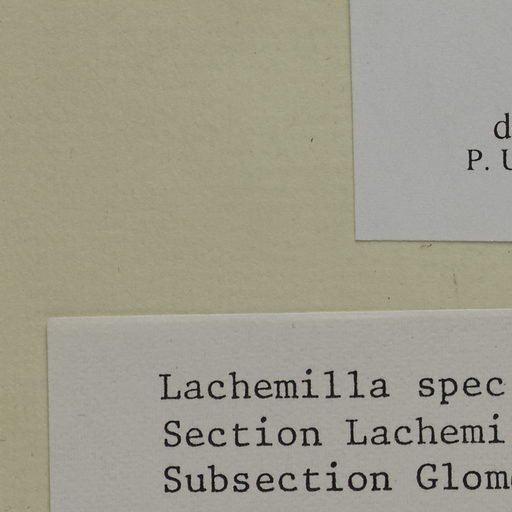 d
P. U
Lachemilla spec
Section Lachemi
Subsection Glom